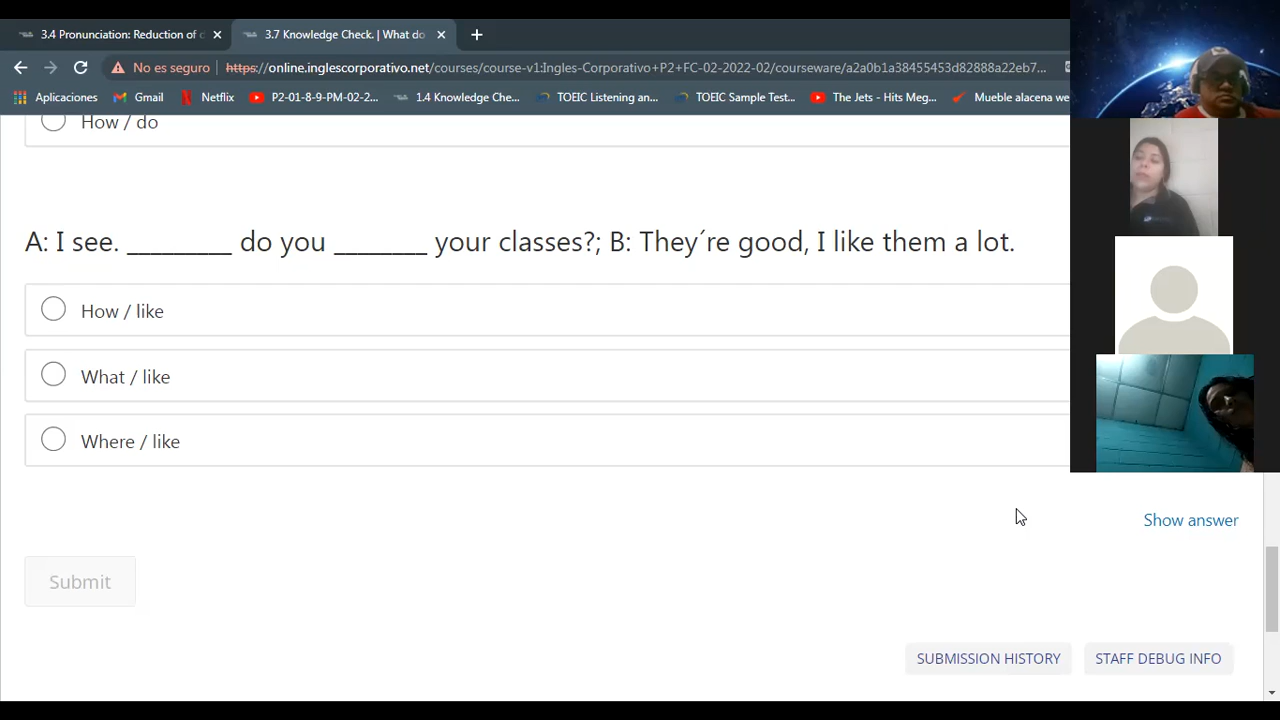 3.4 Pronunciation: Reduction of
3.7 Knowledge Check. | What do
No es seguro | https://online.inglescorporativo.net/courses/course-v1:Ingles-Corporativo+P2+FC-02-2022-02/courseware/a2a0b1a38455453d82888a22eb7...
Aplicaciones Gmail Netflix P2-01-8-9-PM-02-2... 1.4 Knowledge Che... TOEIC Listening an... TOEIC Sample Test... The Jets - Hits Meg... Mueble alacena we
How / do
A: I see. _________ do you ________ your classes?; B: They´re good, I like them a lot.
How / like
What / like
Where / like
Show answer
Submit
SUBMISSION HISTORY STAFF DEBUG INFO